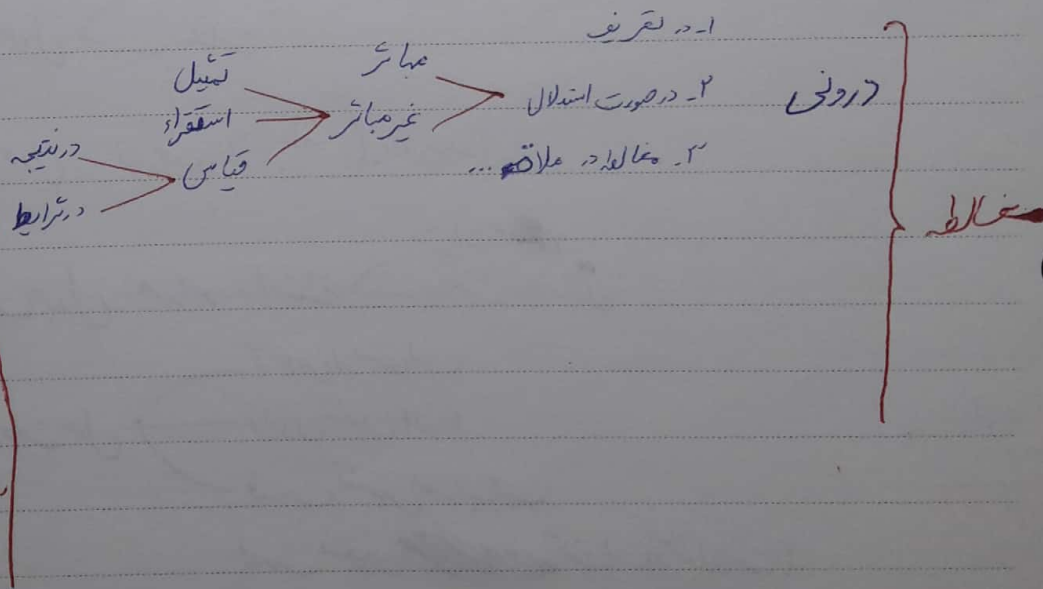 مغالطه
درونی
۱- در تعریف
۲- در صورت استدلال
مباشر
غیر مباشر
تمثیل
استقراء
قیاس
در نتیجه
در شرایط
۳- مغالطه در ...